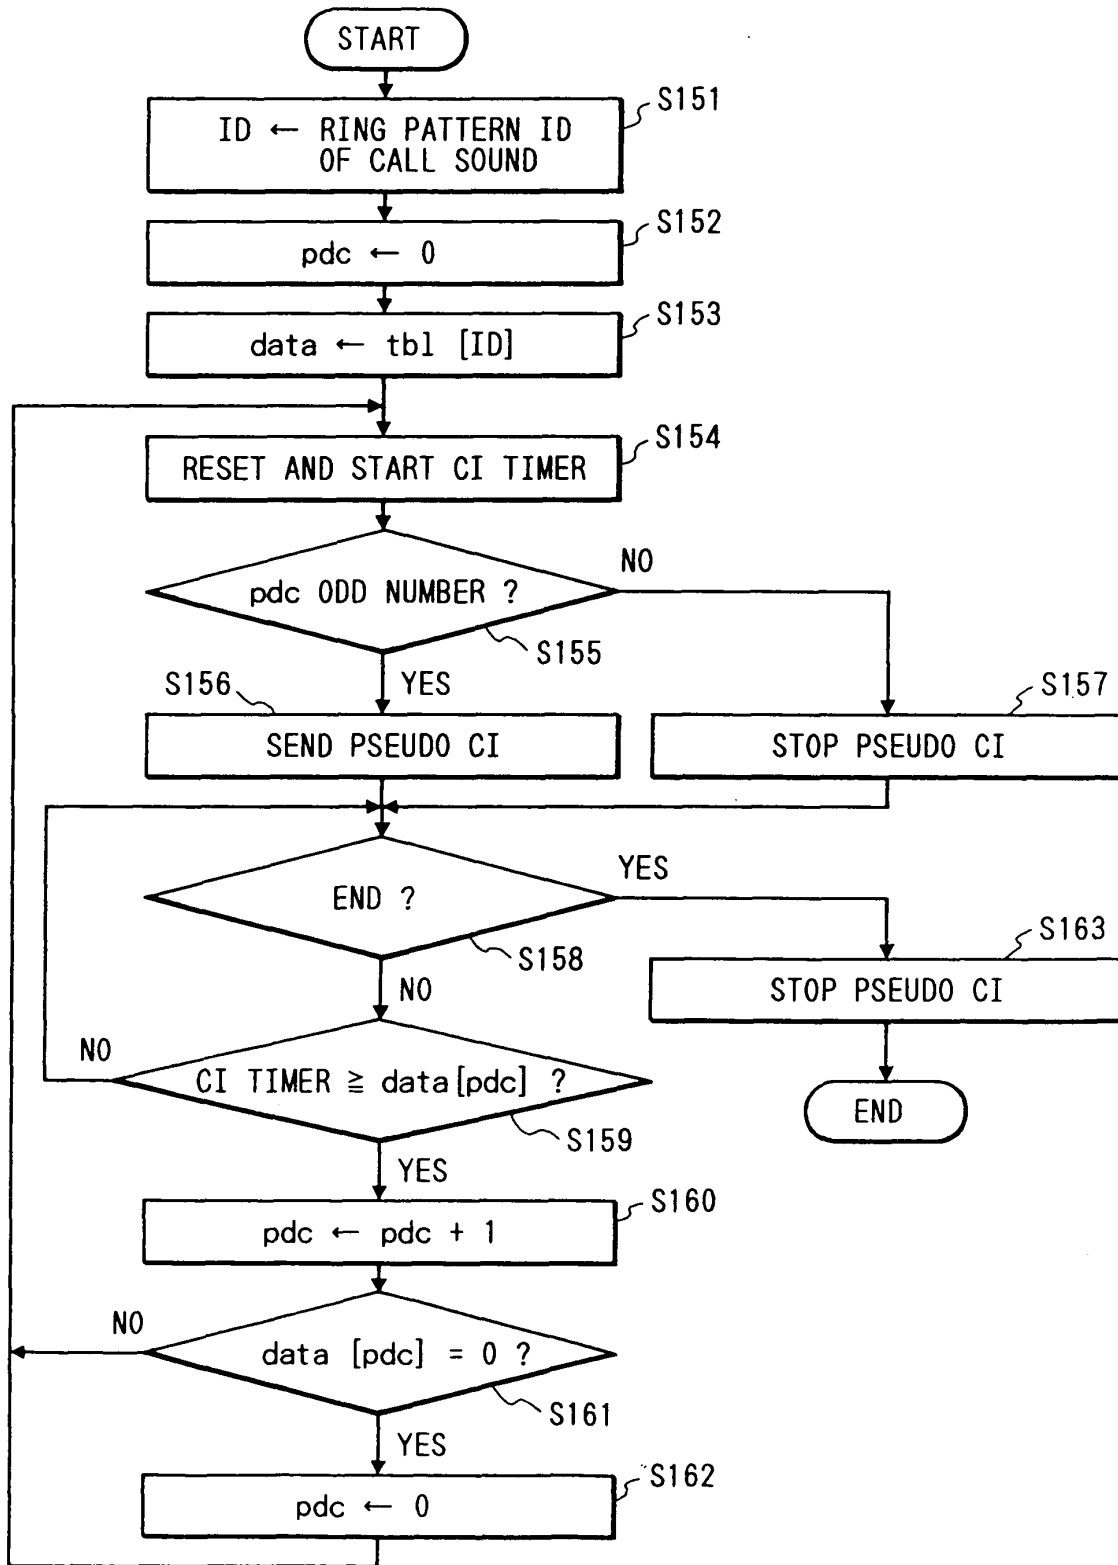 START
ID ← RING PATTERN ID
OF CALL SOUND
S151
pdc ← 0
S152
data ← tbl [ID]
S153
RESET AND START CI TIMER
S154
pdc ODD NUMBER ?
S155
NO
YES
S156
SEND PSEUDO CI
S157
STOP PSEUDO CI
END ?
S158
YES
NO
S163
STOP PSEUDO CI
END
CI TIMER ≧ data[pdc] ?
S159
NO
YES
pdc ← pdc + 1
S160
data [pdc] = 0 ?
S161
NO
YES
pdc ← 0
S162